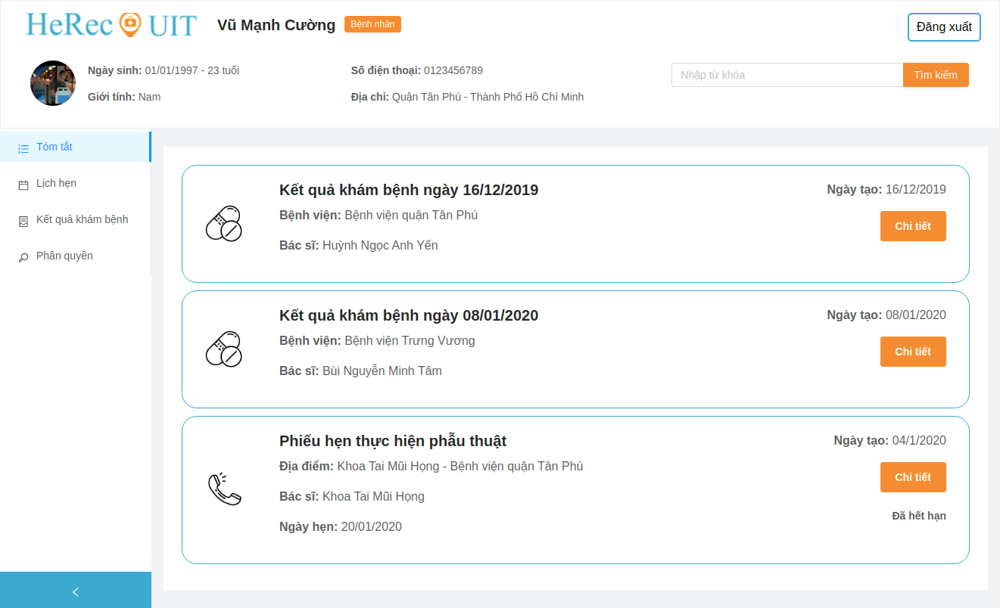 HeRec UIT
Vũ Mạnh Cường
Bệnh nhân
Đăng xuất
Ngày sinh: 01/01/1997 - 23 tuổi
Số điện thoại: 0123456789
Giới tính: Nam
Địa chỉ: Quận Tân Phú - Thành Phố Hồ Chí Minh
Nhập từ khóa
Tìm kiếm
Tóm tắt
Lịch hẹn
Kết quả khám bệnh
Phân quyền
Kết quả khám bệnh ngày 16/12/2019
Ngày tạo: 16/12/2019
Bệnh viện: Bệnh viện quận Tân Phú
Chi tiết
Bác sĩ: Huỳnh Ngọc Anh Yến
Kết quả khám bệnh ngày 08/01/2020
Ngày tạo: 08/01/2020
Bệnh viện: Bệnh viện Trưng Vương
Chi tiết
Bác sĩ: Bùi Nguyễn Minh Tâm
Phiếu hẹn thực hiện phẫu thuật
Ngày tạo: 04/1/2020
Địa điểm: Khoa Tai Mũi Họng - Bệnh viện quận Tân Phú
Chi tiết
Bác sĩ: Khoa Tai Mũi Họng
Đã hết hạn
Ngày hẹn: 20/01/2020